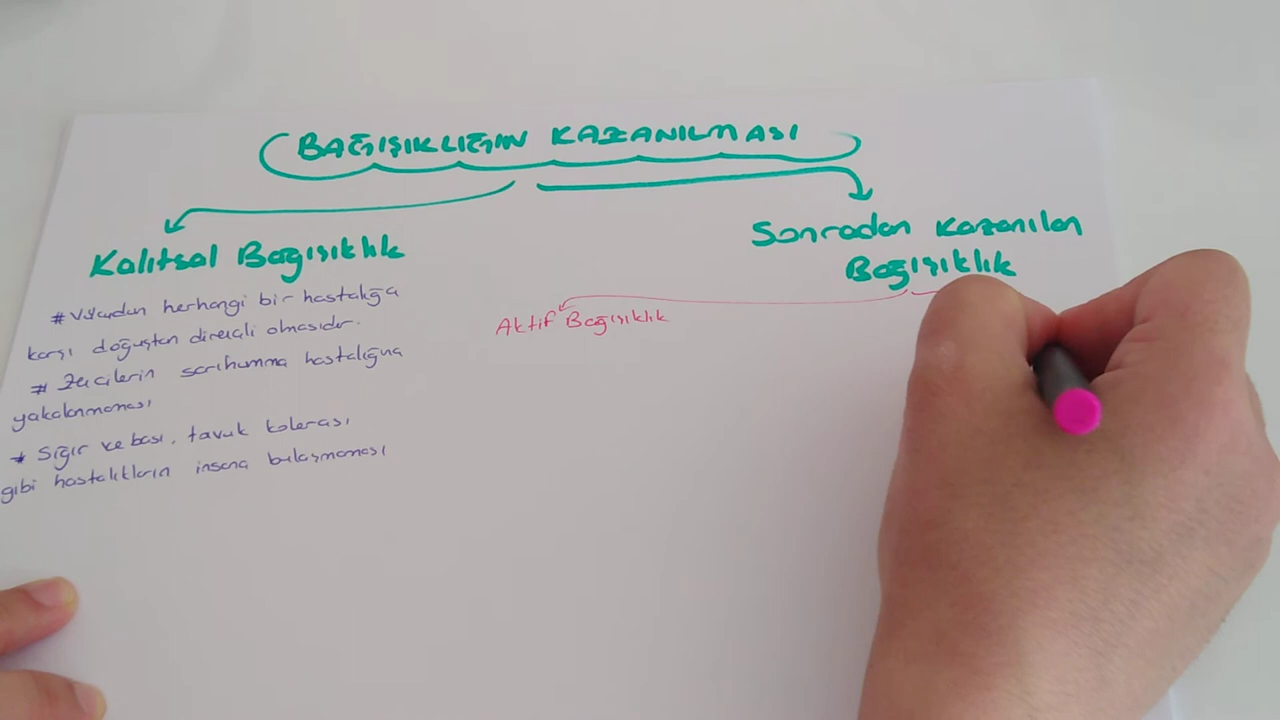 BAĞIŞIKLIĞIN KAZANILMASI
Kalıtsal Bağışıklık
# Vücudun herhangi bir hastalığa
karşı doğuştan dirençli olmasıdır.
# Zencilerin sarıhumma hastalığına
yakalanmaması
* Sığır vebası, tavuk kolerası
gibi hastalıkların insana bulaşmaması
Sonradan Kazanılan
Bağışıklık
Aktif Bağışıklık